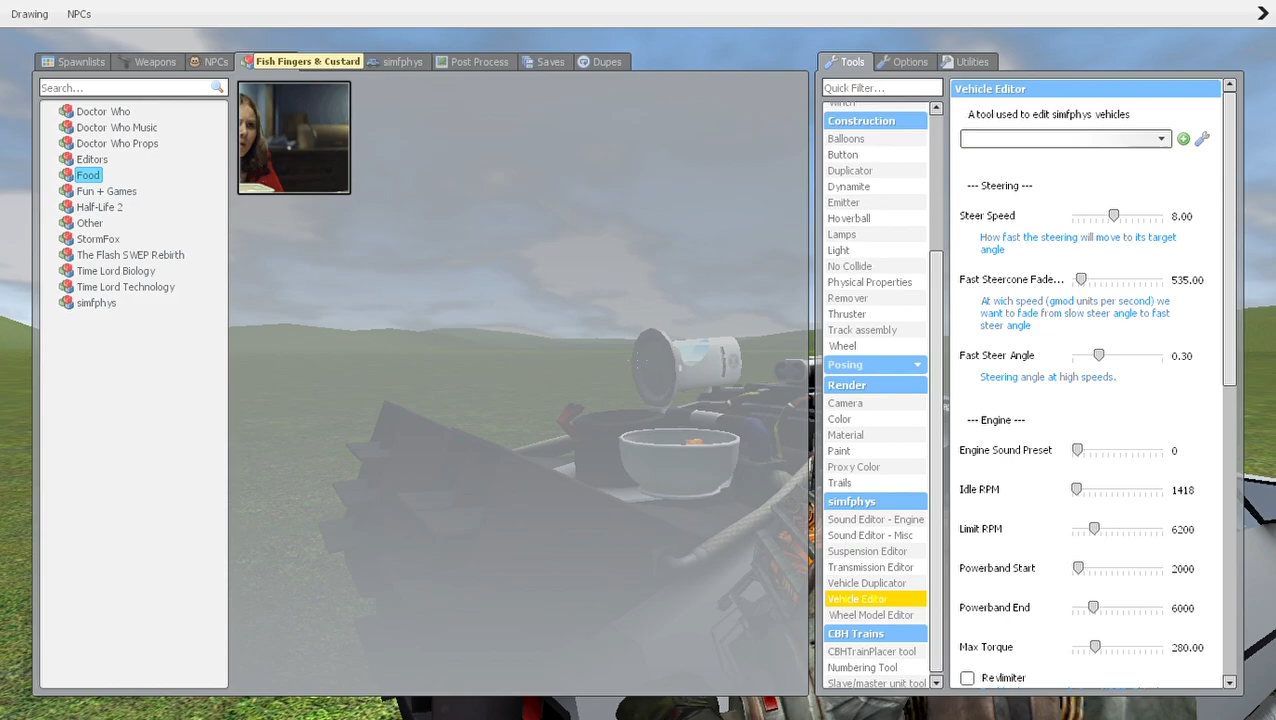 Drawing NPCs
Spawnlists Weapons NPCs Fish Fingers & Custard simfphys Post Process Saves Dupes
Search...
Doctor Who
Doctor Who Music
Doctor Who Props
Editors
Food
Fun + Games
Half-Life 2
Other
StormFox
The Flash SWEP Rebirth
Time Lord Biology
Time Lord Technology
simfphys
Tools Options Utilities
Quick Filter...
Winch
Construction
Balloons
Button
Duplicator
Dynamite
Emitter
Hoverball
Lamps
Light
No Collide
Physical Properties
Remover
Thruster
Track assembly
Wheel
Posing
Render
Camera
Color
Material
Paint
Proxy Color
Trails
simfphys
Sound Editor - Engine
Sound Editor - Misc
Suspension Editor
Transmission Editor
Vehicle Duplicator
Vehicle Editor
Wheel Model Editor
CBH Trains
CBHTrainPlacer tool
Numbering Tool
Slave/master unit tool
Vehicle Editor
A tool used to edit simfphys vehicles
--- Steering ---
Steer Speed 8.00
How fast the steering will move to its target
angle
Fast Steercone Fade... 535.00
At wich speed (gmod units per second) we
want to fade from slow steer angle to fast
steer angle
Fast Steer Angle 0.30
Steering angle at high speeds.
--- Engine ---
Engine Sound Preset 0
Idle RPM 1418
Limit RPM 6200
Powerband Start 2000
Powerband End 6000
Max Torque 280.00
Revlimiter